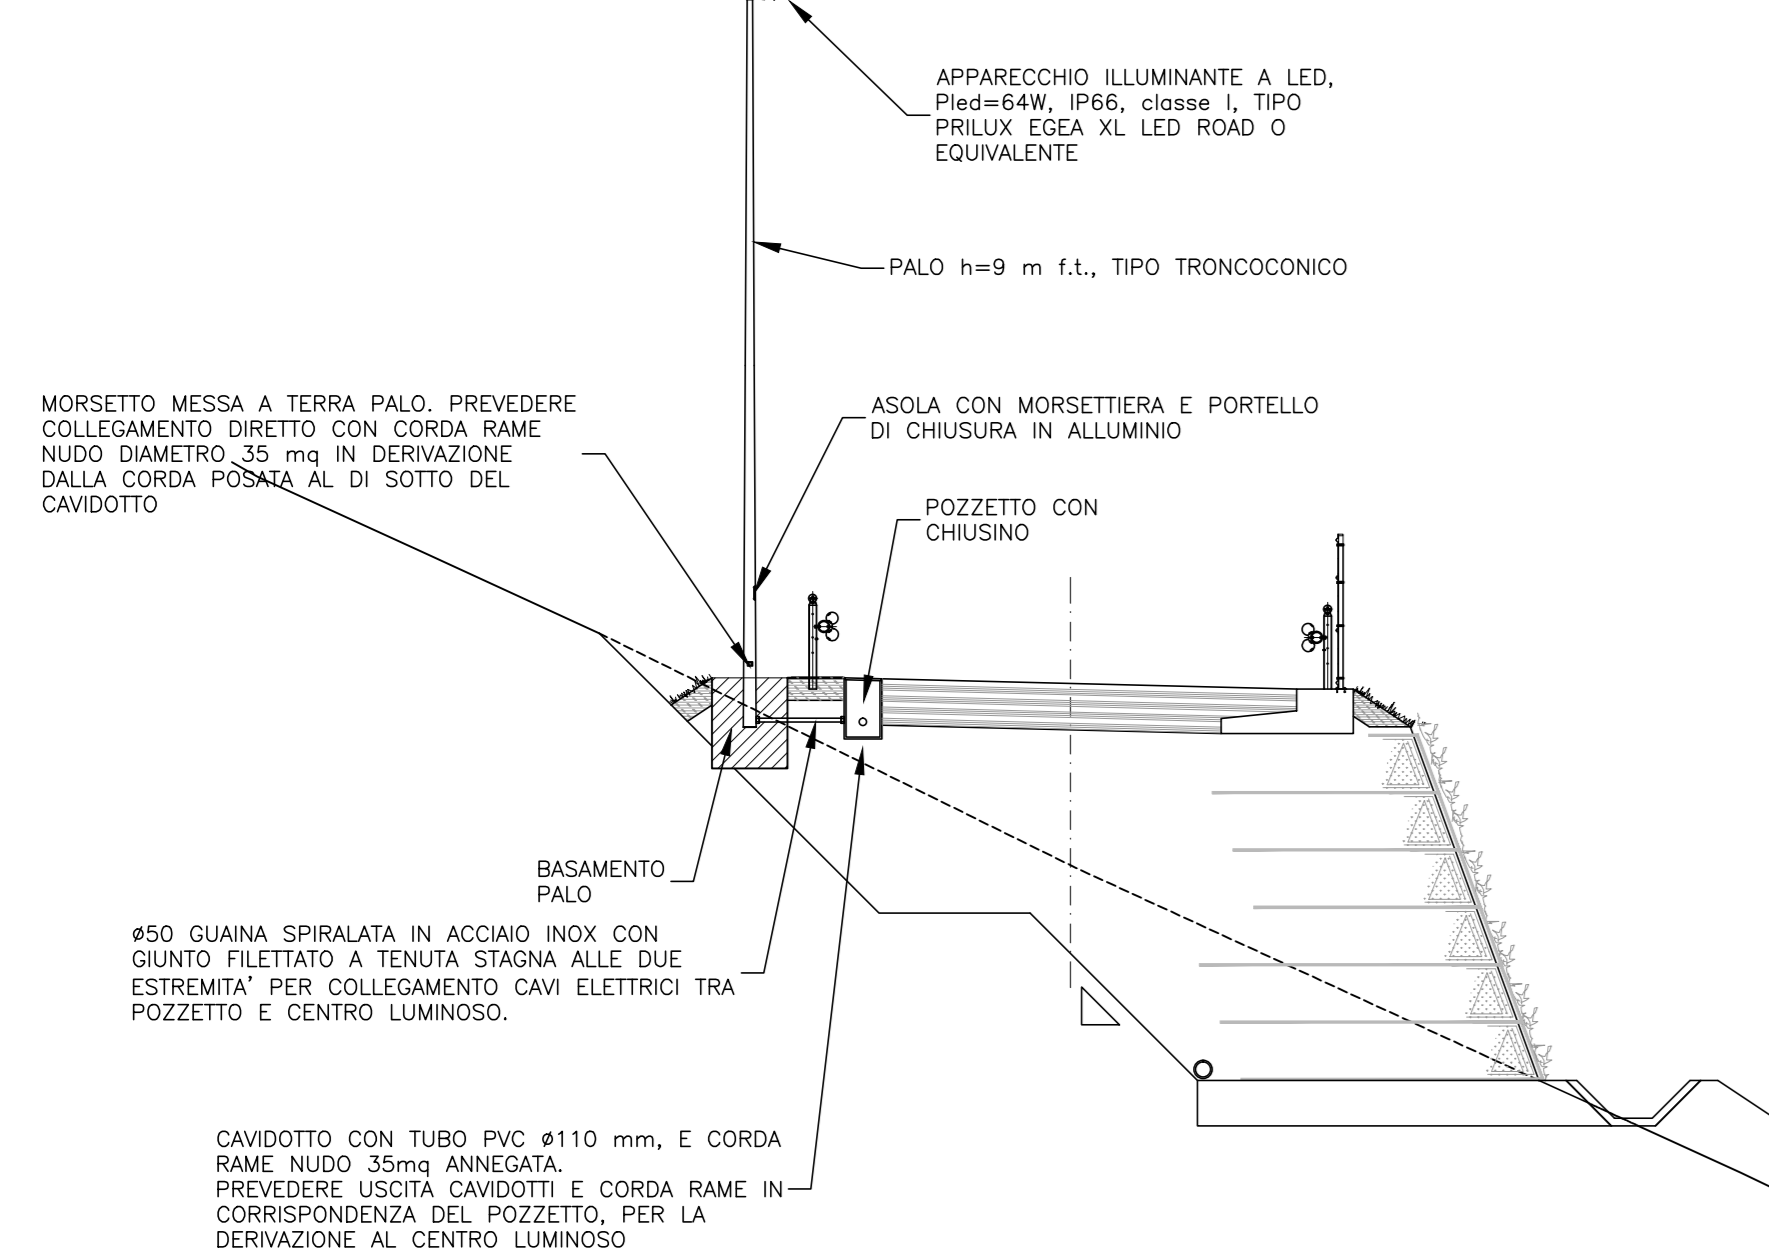 APPARECCHIO ILLUMINANTE A LED,
Pled=64W, IP66, classe I, TIPO
PRILUX EGEA XL LED ROAD O
EQUIVALENTE
PALO h=9 m f.t., TIPO TRONCOCONICO
MORSETTO MESSA A TERRA PALO. PREVEDERE
COLLEGAMENTO DIRETTO CON CORDA RAME
NUDO DIAMETRO 35 mq IN DERIVAZIONE
DALLA CORDA POSATA AL DI SOTTO DEL
CAVIDOTTO
ASOLA CON MORSETTIERA E PORTELLO
DI CHIUSURA IN ALLUMINIO
POZZETTO CON
CHIUSINO
BASAMENTO
PALO
ø50 GUAINA SPIRALATA IN ACCIAIO INOX CON
GIUNTO FILETTATO A TENUTA STAGNA ALLE DUE
ESTREMITA' PER COLLEGAMENTO CAVI ELETTRICI TRA
POZZETTO E CENTRO LUMINOSO.
CAVIDOTTO CON TUBO PVC ø110 mm, E CORDA
RAME NUDO 35mq ANNEGATA.
PREVEDERE USCITA CAVIDOTTI E CORDA RAME IN
CORRISPONDENZA DEL POZZETTO, PER LA
DERIVAZIONE AL CENTRO LUMINOSO